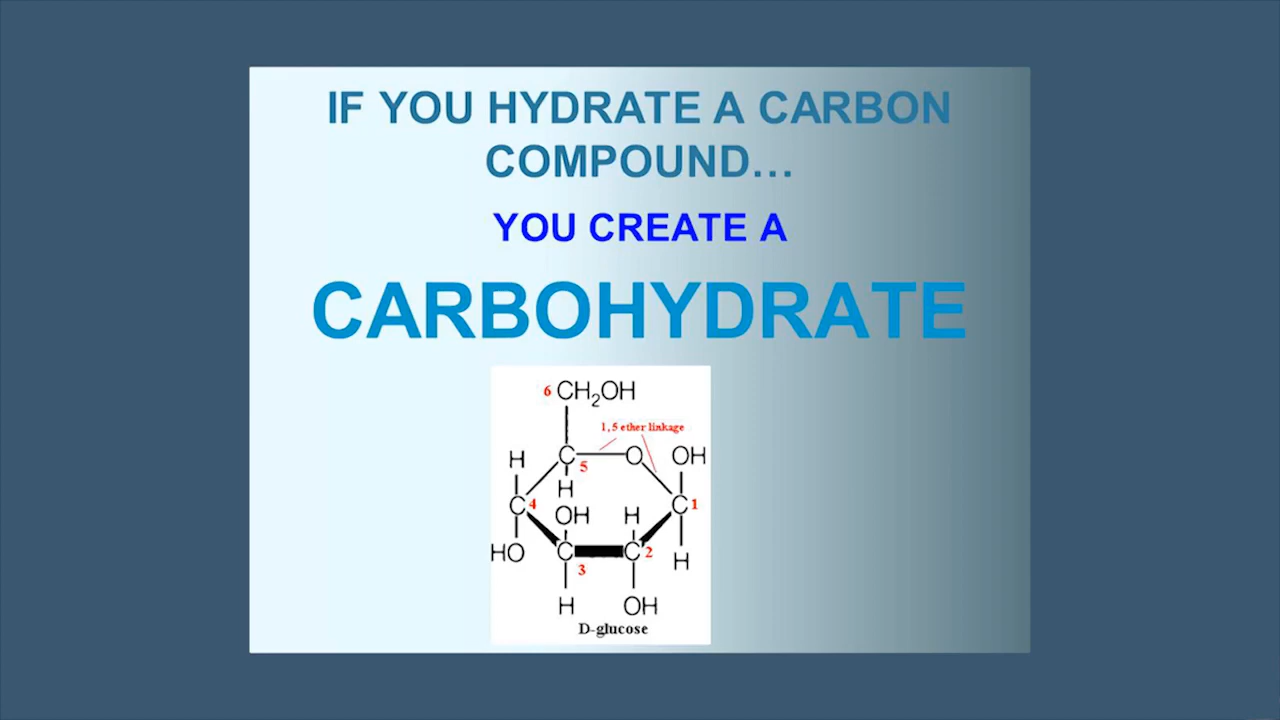 IF YOU HYDRATE A CARBON
COMPOUND…
YOU CREATE A
CARBOHYDRATE
6 CH₂OH
1, 5 ether linkage
H C 5 O OH
H
C 4 C 1
OH H
HO C C 2 H
3
H OH
D-glucose